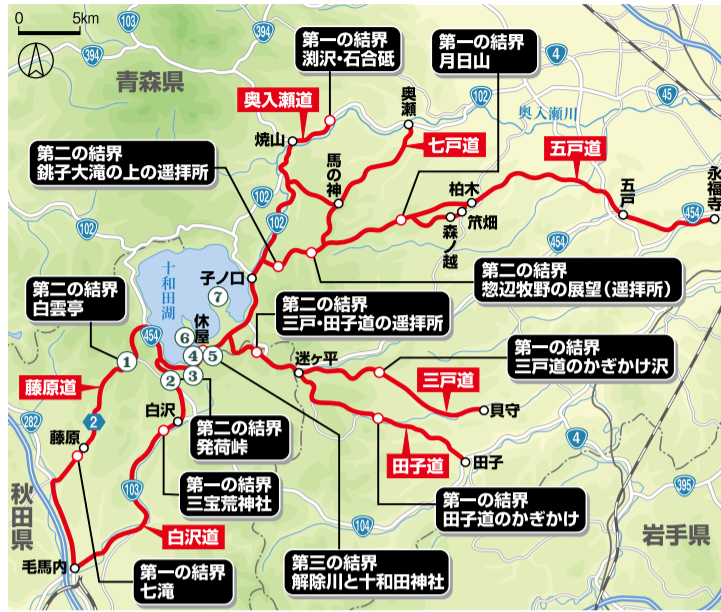 0 5km
103
394
394
青森県
第一の結界
渕沢・石合砥
第一の結界
月日山
4
45
奥入瀬道
102
奥瀬
奥入瀬川
焼山
七戸道
五戸道
第二の結界
銚子大滝の上の遥拝所
馬の神
柏木
永福寺
102
102
五戸
454
笊畑
森ノ越
102
454
子ノ口
十和田湖
7
第二の結界
惣辺牧野の展望(遥拝所)
第二の結界
白雲亭
第二の結界
三戸・田子道の遥拝所
休屋
454
6
4
5
1
2
3
迷ヶ平
第一の結界
三戸道のかぎかけ沢
藤原道
三戸道
282
2
白沢
貝守
第二の結界
発荷峠
藤原
田子道
田子
4
第一の結界
三宝荒神社
103
秋田県
395
第一の結界
田子道のかぎかけ
104
岩手県
白沢道
第三の結界
解除川と十和田神社
毛馬内
第一の結界
七滝